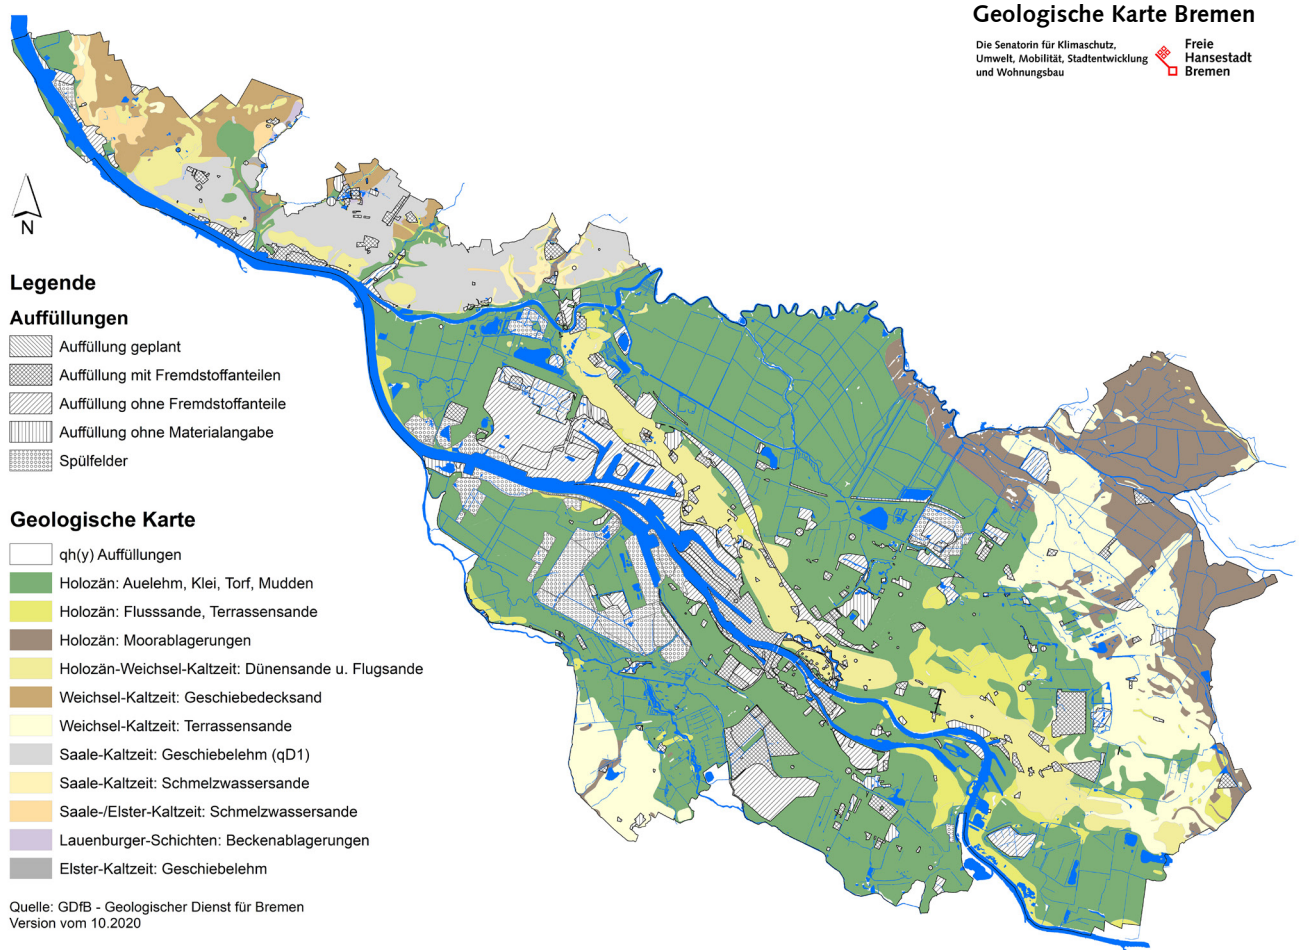 Geologische Karte Bremen
Die Senatorin für Klimaschutz,
Umwelt, Mobilität, Stadtentwicklung
und Wohnungsbau
Freie
Hansestadt
Bremen
N
Legende
Auffüllungen
Auffüllung geplant
Auffüllung mit Fremdstoffanteilen
Auffüllung ohne Fremdstoffanteile
Auffüllung ohne Materialangabe
Spülfelder
Geologische Karte
qh(y) Auffüllungen
Holozän: Auelehm, Klei, Torf, Mudden
Holozän: Flusssande, Terrassensande
Holozän: Moorablagerungen
Holozän-Weichsel-Kaltzeit: Dünensande u. Flugsande
Weichsel-Kaltzeit: Geschiebedecksand
Weichsel-Kaltzeit: Terrassensande
Saale-Kaltzeit: Geschiebelehm (qD1)
Saale-Kaltzeit: Schmelzwassersande
Saale-/Elster-Kaltzeit: Schmelzwassersande
Lauenburger-Schichten: Beckenablagerungen
Elster-Kaltzeit: Geschiebelehm
Quelle: GDfB - Geologischer Dienst für Bremen
Version vom 10.2020